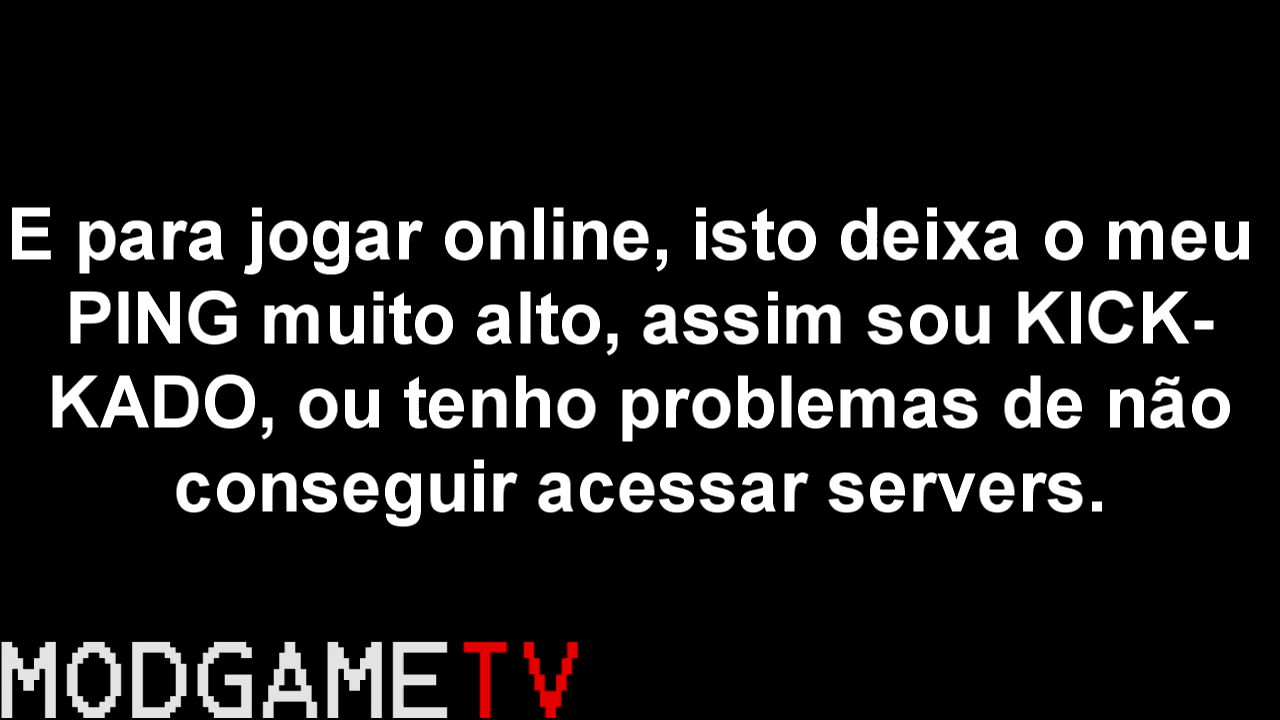 E para jogar online, isto deixa o meu
PING muito alto, assim sou KICK-
KADO, ou tenho problemas de não
conseguir acessar servers.
MODGAMETV